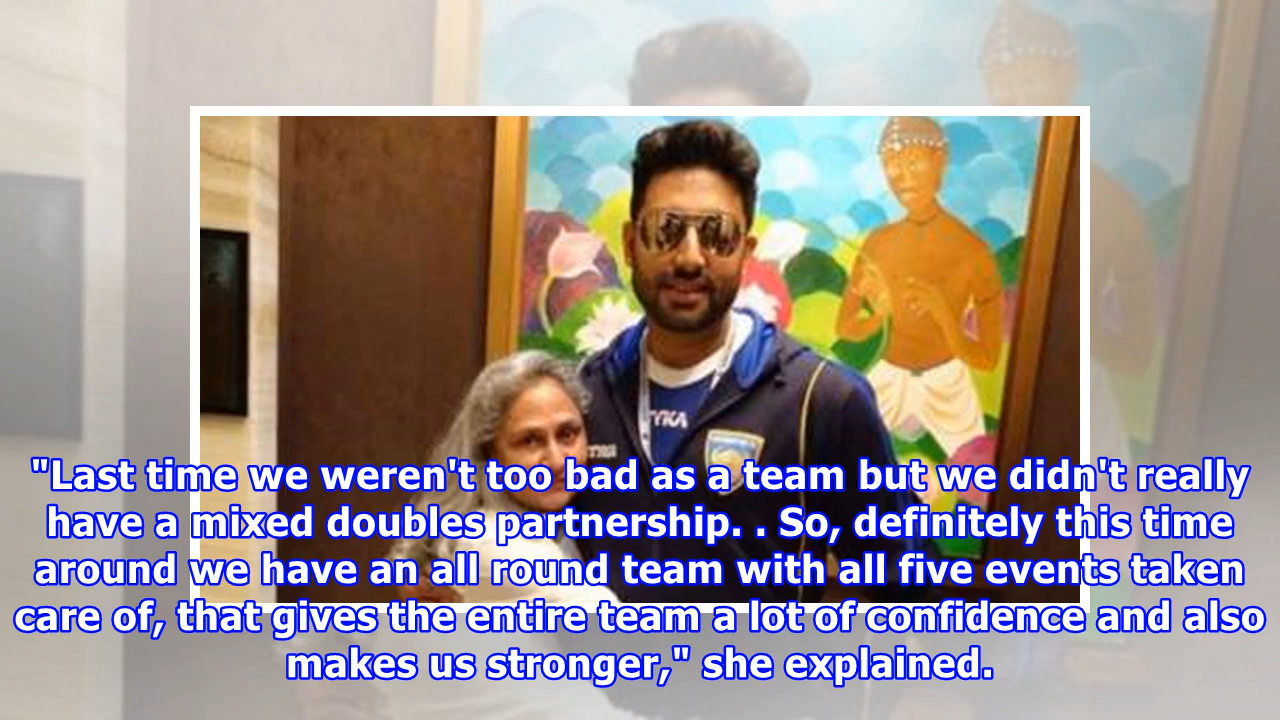 TYKA
"Last time we weren't too bad as a team but we didn't really
have a mixed doubles partnership. . So, definitely this time
around we have an all round team with all five events taken
care of, that gives the entire team a lot of confidence and also
makes us stronger," she explained.